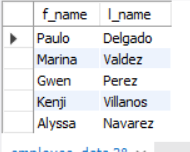 f_name l_name
Paulo Delgado
Marina Valdez
Gwen Perez
Kenji Villanos
Alyssa Navarez